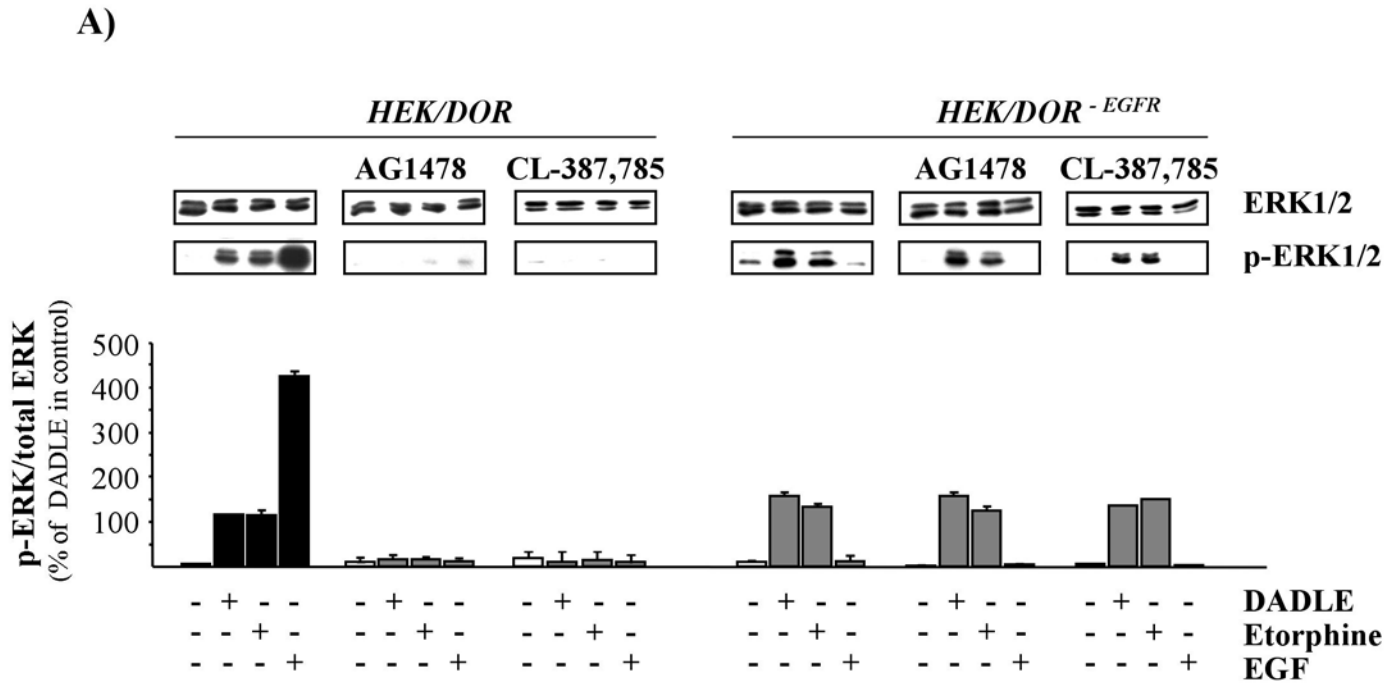 A)
HEK/DOR HEK/DOR - EGFR
AG1478 CL-387,785 AG1478 CL-387,785
ERK1/2
p-ERK1/2
p-ERK/total ERK
(% of DADLE in control)
500
400
300
200
100
- + - - - + - - - + - - - + - - - + - - - + - - DADLE
- - + - - - + - - - + - - - + - - - + - - - + - Etorphine
- - - + - - - + - - - + - - - + - - - + - - - + EGF